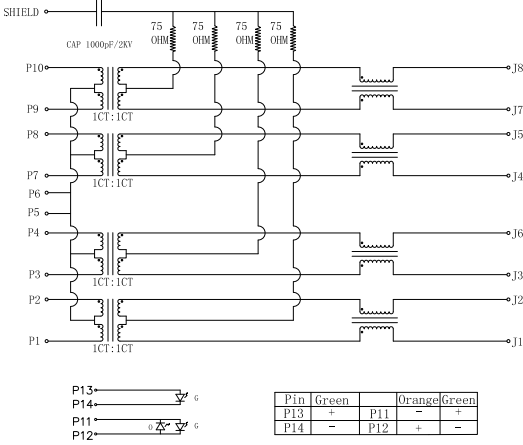 SHIELD
75 OHM 75 OHM 75 OHM 75 OHM
CAP 1000pF/2KV
P10 J8
P9 J7
1CT:1CT
P8 J5
P7 J4
1CT:1CT
P6
P5
P4 J6
P3 J3
1CT:1CT
P2 J2
P1 J1
1CT:1CT
P13
P14 G
P11
P12 O G
Pin Green Orange Green
P13 + P11 - +
P14 - P12 + -